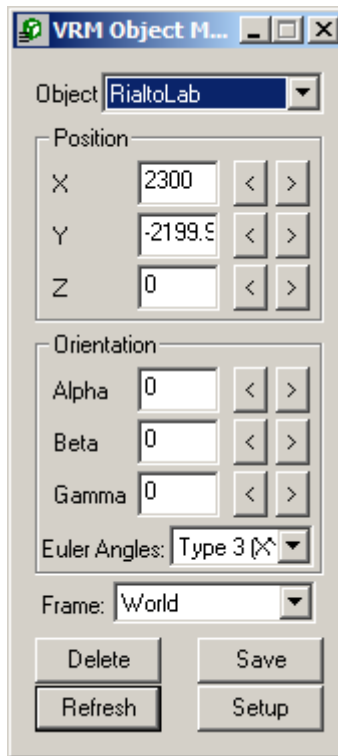 VRM Object M...
Object RialtoLab
Position
X 2300 < >
Y -2199.9 < >
Z 0 < >
Orientation
Alpha 0 < >
Beta 0 < >
Gamma 0 < >
Euler Angles: Type 3 (X
Frame: World
Delete Save
Refresh Setup